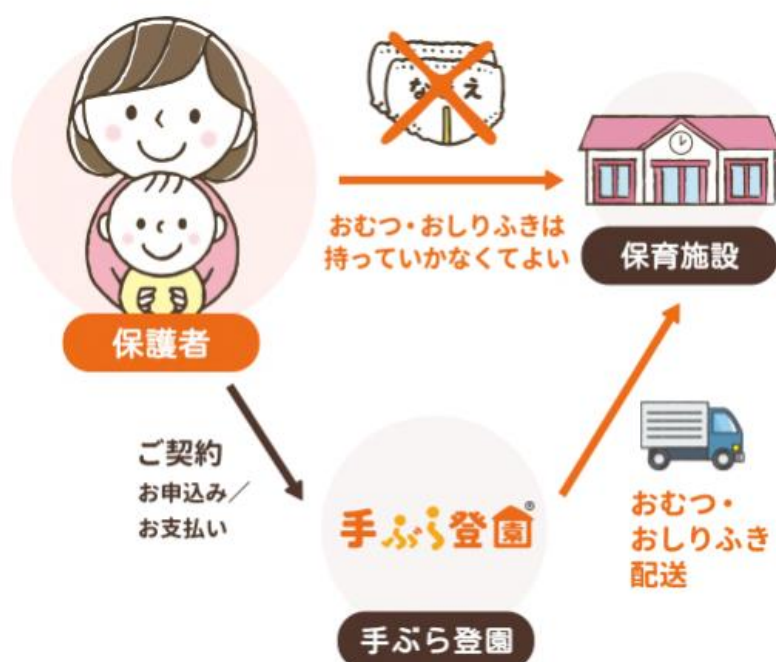 なまえ
おむつ・おしりふきは
持っていかなくてよい
保育施設
保護者
ご契約
お申込み／
お支払い
手ぶら登園®
おむつ・
おしりふき
配送
手ぶら登園